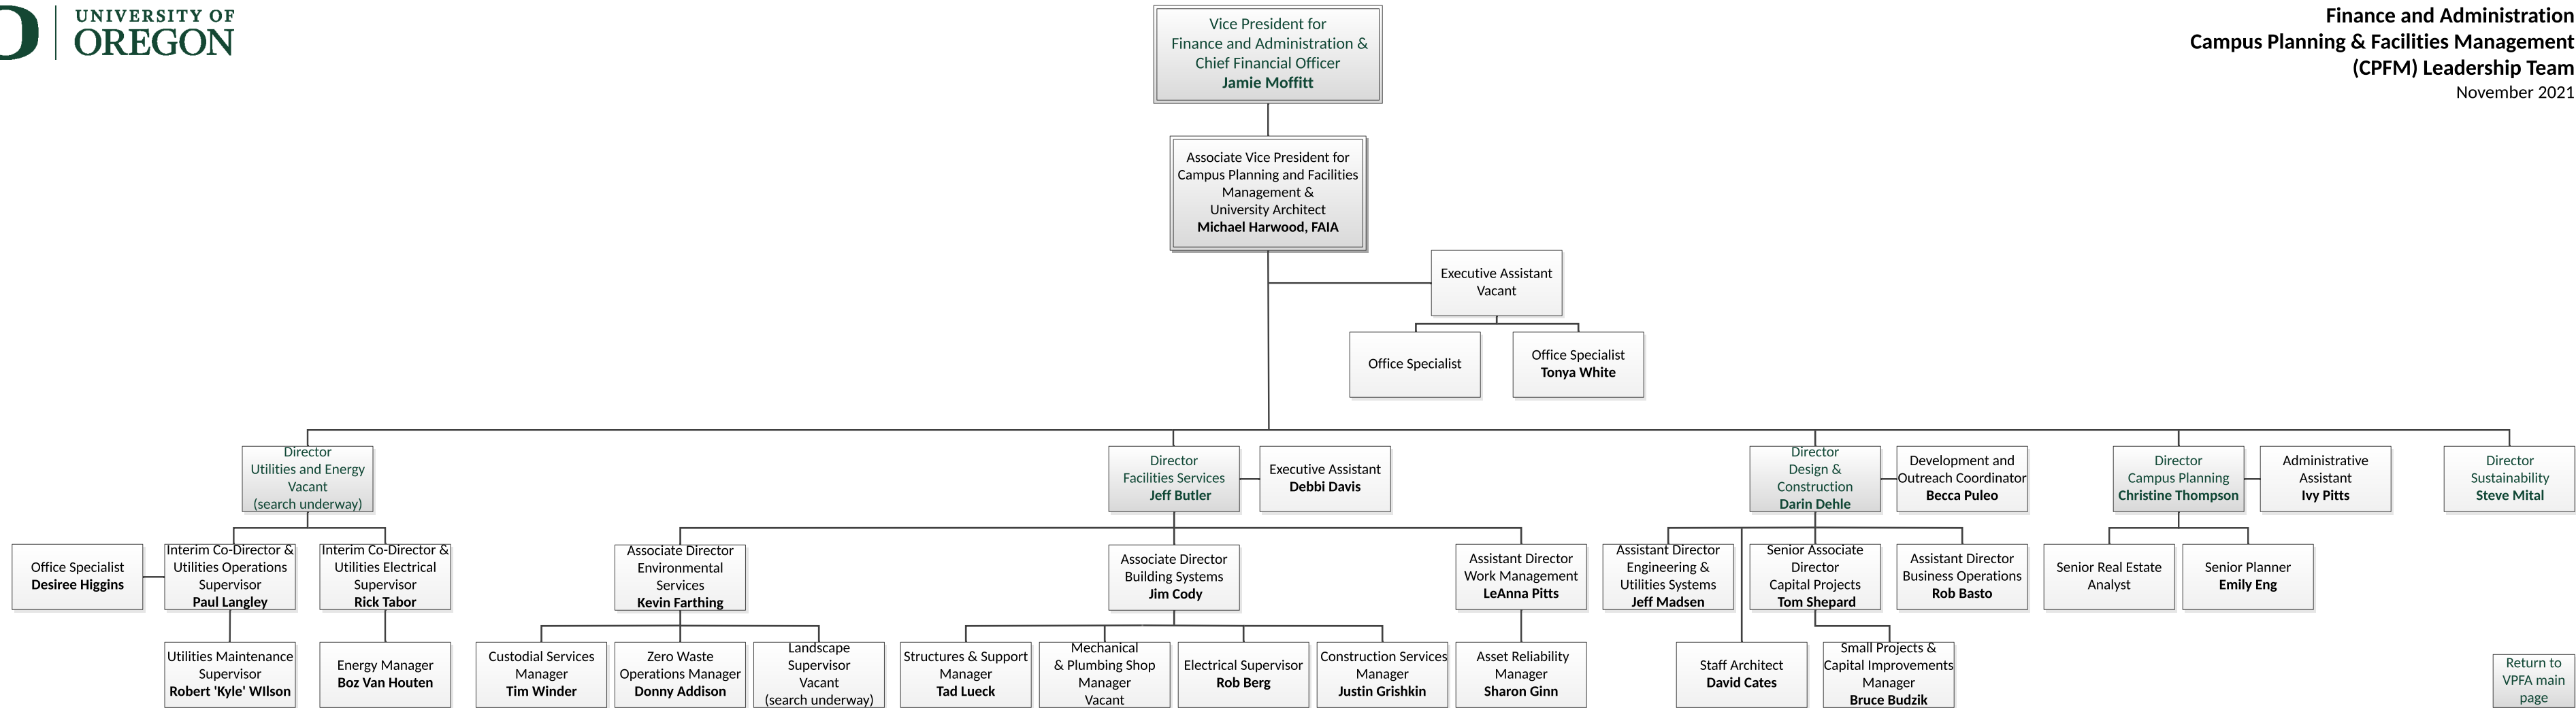 UNIVERSITY OF
OREGON
Finance and Administration
Campus Planning & Facilities Management
(CPFM) Leadership Team
November 2021
Vice President for
Finance and Administration &
Chief Financial Officer
Jamie Moffitt
Associate Vice President for
Campus Planning and Facilities
Management &
University Architect
Michael Harwood, FAIA
Executive Assistant
Vacant
Office Specialist
Office Specialist
Tonya White
Director
Utilities and Energy
Vacant
(search underway)
Director
Facilities Services
Jeff Butler
Executive Assistant
Debbi Davis
Director
Design &
Construction
Darin Dehle
Development and
Outreach Coordinator
Becca Puleo
Director
Campus Planning
Christine Thompson
Administrative
Assistant
Ivy Pitts
Director
Sustainability
Steve Mital
Office Specialist
Desiree Higgins
Interim Co-Director &
Utilities Operations
Supervisor
Paul Langley
Interim Co-Director &
Utilities Electrical
Supervisor
Rick Tabor
Associate Director
Environmental
Services
Kevin Farthing
Associate Director
Building Systems
Jim Cody
Assistant Director
Work Management
LeAnna Pitts
Assistant Director
Engineering &
Utilities Systems
Jeff Madsen
Senior Associate
Director
Capital Projects
Tom Shepard
Assistant Director
Business Operations
Rob Basto
Senior Real Estate
Analyst
Senior Planner
Emily Eng
Utilities Maintenance
Supervisor
Robert 'Kyle' WIlson
Energy Manager
Boz Van Houten
Custodial Services
Manager
Tim Winder
Zero Waste
Operations Manager
Donny Addison
Landscape
Supervisor
Vacant
(search underway)
Structures & Support
Manager
Tad Lueck
Mechanical
& Plumbing Shop
Manager
Vacant
Electrical Supervisor
Rob Berg
Construction Services
Manager
Justin Grishkin
Asset Reliability
Manager
Sharon Ginn
Staff Architect
David Cates
Small Projects &
Capital Improvements
Manager
Bruce Budzik
Return to
VPFA main
page